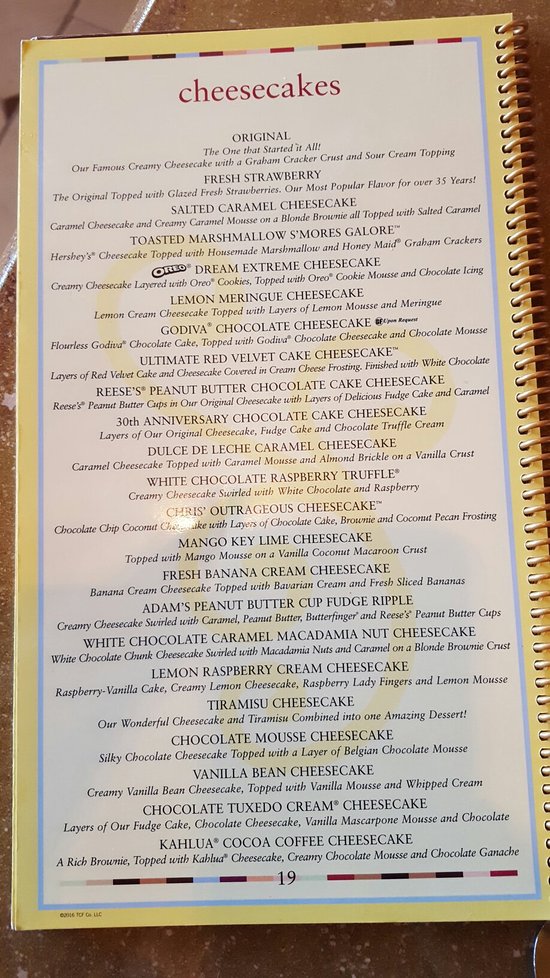 cheesecakes
ORIGINAL
The One that Started it All!
Our Famous Creamy Cheesecake with a Graham Cracker Crust and Sour Cream Topping
FRESH STRAWBERRY
The Original Topped with Glazed Fresh Strawberries. Our Most Popular Flavor for over 35 Years!
SALTED CARAMEL CHEESECAKE
Caramel Cheesecake and Creamy Caramel Mousse on a Blonde Brownie all Topped with Salted Caramel
TOASTED MARSHMALLOW S'MORES GALORE™
Hershey's® Cheesecake Topped with Housemade Marshmallow and Honey Maid® Graham Crackers
OREO® DREAM EXTREME CHEESECAKE
Creamy Cheesecake Layered with Oreo® Cookies, Topped with Oreo® Cookie Mousse and Chocolate Icing
LEMON MERINGUE CHEESECAKE
Lemon Cream Cheesecake Topped with Layers of Lemon Mousse and Meringue
GODIVA® CHOCOLATE CHEESECAKE GF Upon Request
Flourless Godiva® Chocolate Cake, Topped with Godiva® Chocolate Cheesecake and Chocolate Mousse
ULTIMATE RED VELVET CAKE CHEESECAKE™
Layers of Red Velvet Cake and Cheesecake Covered in Cream Cheese Frosting. Finished with White Chocolate
REESE'S® PEANUT BUTTER CHOCOLATE CAKE CHEESECAKE
Reese's® Peanut Butter Cups in Our Original Cheesecake with Layers of Delicious Fudge Cake and Caramel
30th ANNIVERSARY CHOCOLATE CAKE CHEESECAKE
Layers of Our Original Cheesecake, Fudge Cake and Chocolate Truffle Cream
DULCE DE LECHE CARAMEL CHEESECAKE
Caramel Cheesecake Topped with Caramel Mousse and Almond Brickle on a Vanilla Crust
WHITE CHOCOLATE RASPBERRY TRUFFLE®
Creamy Cheesecake Swirled with White Chocolate and Raspberry
CHRIS' OUTRAGEOUS CHEESECAKE™
Chocolate Chip Coconut Cheesecake with Layers of Chocolate Cake, Brownie and Coconut Pecan Frosting
MANGO KEY LIME CHEESECAKE
Topped with Mango Mousse on a Vanilla Coconut Macaroon Crust
FRESH BANANA CREAM CHEESECAKE
Banana Cream Cheesecake Topped with Bavarian Cream and Fresh Sliced Bananas
ADAM'S PEANUT BUTTER CUP FUDGE RIPPLE
Creamy Cheesecake Swirled with Caramel, Peanut Butter, Butterfinger® and Reese's® Peanut Butter Cups
WHITE CHOCOLATE CARAMEL MACADAMIA NUT CHEESECAKE
White Chocolate Chunk Cheesecake Swirled with Macadamia Nuts and Caramel on a Blonde Brownie Crust
LEMON RASPBERRY CREAM CHEESECAKE
Raspberry-Vanilla Cake, Creamy Lemon Cheesecake, Raspberry Lady Fingers and Lemon Mousse
TIRAMISU CHEESECAKE
Our Wonderful Cheesecake and Tiramisu Combined into one Amazing Dessert!
CHOCOLATE MOUSSE CHEESECAKE
Silky Chocolate Cheesecake Topped with a Layer of Belgian Chocolate Mousse
VANILLA BEAN CHEESECAKE
Creamy Vanilla Bean Cheesecake, Topped with Vanilla Mousse and Whipped Cream
CHOCOLATE TUXEDO CREAM® CHEESECAKE
Layers of Our Fudge Cake, Chocolate Cheesecake, Vanilla Mascarpone Mousse and Chocolate
KAHLUA® COCOA COFFEE CHEESECAKE
A Rich Brownie, Topped with Kahlua® Cheesecake, Creamy Chocolate Mousse and Chocolate Ganache
19
©2016 TCF Co. LLC